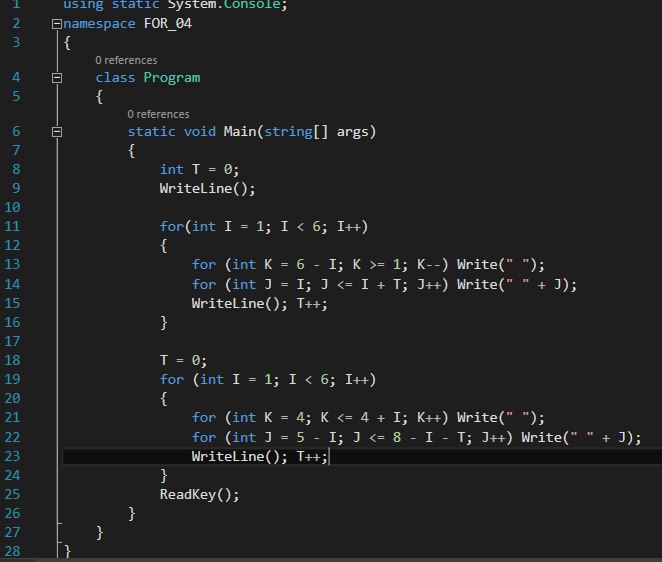 1 using static System.Console;
2 namespace FOR_04
3 {
0 references
4 class Program
5 {
0 references
6 static void Main(string[] args)
7 {
8 int T = 0;
9 WriteLine();
10
11 for(int I = 1; I < 6; I++)
12 {
13 for (int K = 6 - I; K >= 1; K--) Write(" ");
14 for (int J = I; J <= I + T; J++) Write(" " + J);
15 WriteLine(); T++;
16 }
17
18 T = 0;
19 for (int I = 1; I < 6; I++)
20 {
21 for (int K = 4; K <= 4 + I; K++) Write(" ");
22 for (int J = 5 - I; J <= 8 - I - T; J++) Write(" " + J);
23 WriteLine(); T++;
24 }
25 ReadKey();
26 }
27 }
28 }